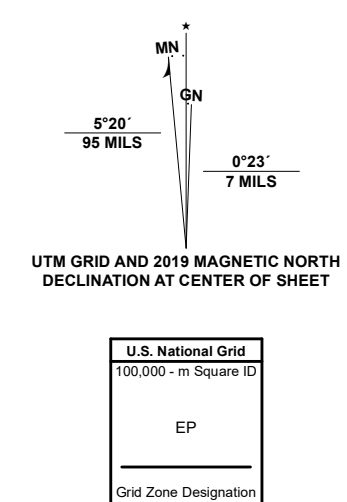 ★
MN
GN
5°20´
95 MILS
0°23´
7 MILS
UTM GRID AND 2019 MAGNETIC NORTH
DECLINATION AT CENTER OF SHEET
U.S. National Grid
100,000 - m Square ID
EP
Grid Zone Designation